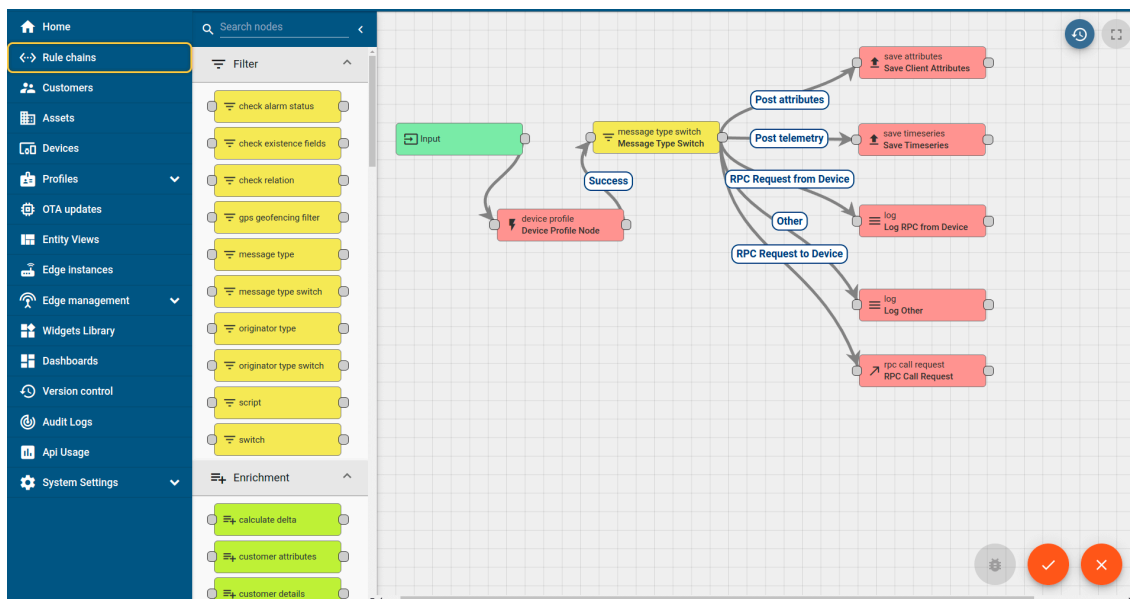 Home
Rule chains
Customers
Assets
Devices
Profiles
OTA updates
Entity Views
Edge instances
Edge management
Widgets Library
Dashboards
Version control
Audit Logs
Api Usage
System Settings
Search nodes
Filter
check alarm status
check existence fields
check relation
gps geofencing filter
message type
message type switch
originator type
originator type switch
script
switch
Enrichment
calculate delta
customer attributes
customer details
Input
device profile
Device Profile Node
Success
message type switch
Message Type Switch
Post attributes
Post telemetry
RPC Request from Device
Other
RPC Request to Device
save attributes
Save Client Attributes
save timeseries
Save Timeseries
log
Log RPC from Device
log
Log Other
rpc call request
RPC Call Request